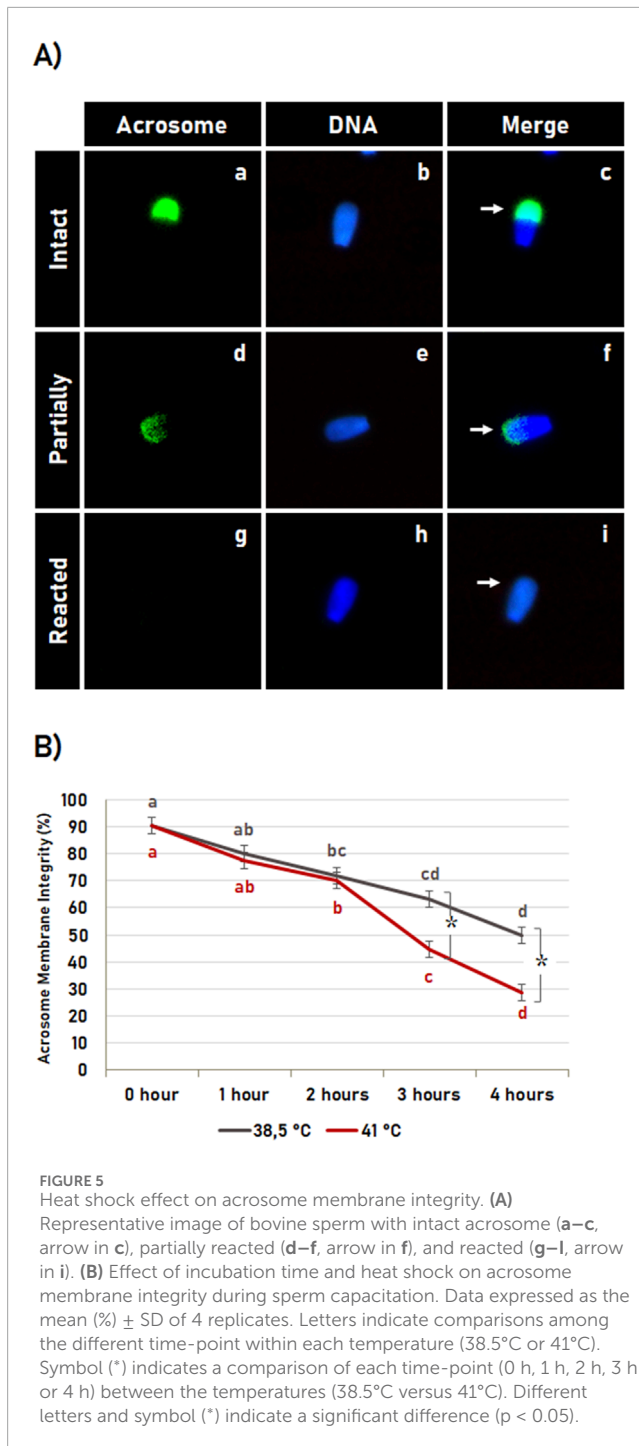 A)
Acrosome DNA Merge
Intact
a b c
Partially
d e f
Reacted
g h i
B)
Acrosome Membrane Integrity (%)
100
90
80
70
60
50
40
30
20
10
0
a ab bc cd d
a ab b c d
* *
0 hour 1 hour 2 hours 3 hours 4 hours
38,5 °C 41 °C
FIGURE 5
Heat shock effect on acrosome membrane integrity. (A)
Representative image of bovine sperm with intact acrosome (a–c,
arrow in c), partially reacted (d–f, arrow in f), and reacted (g–I, arrow
in i). (B) Effect of incubation time and heat shock on acrosome
membrane integrity during sperm capacitation. Data expressed as the
mean (%) ± SD of 4 replicates. Letters indicate comparisons among
the different time-point within each temperature (38.5°C or 41°C).
Symbol (*) indicates a comparison of each time-point (0 h, 1 h, 2 h, 3 h
or 4 h) between the temperatures (38.5°C versus 41°C). Different
letters and symbol (*) indicate a significant difference (p < 0.05).